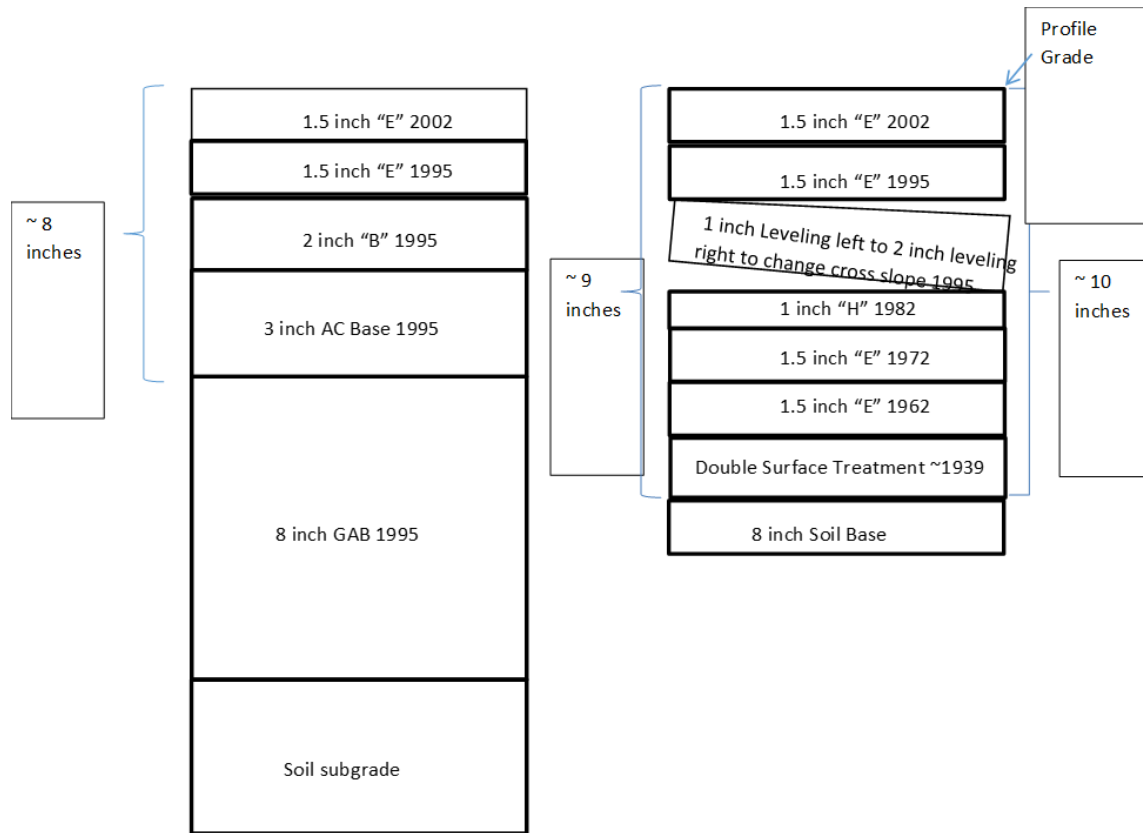 Profile
Grade
1.5 inch “E” 2002
1.5 inch “E” 1995
2 inch “B” 1995
3 inch AC Base 1995
8 inch GAB 1995
Soil subgrade
~ 8
inches
1.5 inch “E” 2002
1.5 inch “E” 1995
1 inch Leveling left to 2 inch leveling
right to change cross slope 1995
1 inch “H” 1982
1.5 inch “E” 1972
1.5 inch “E” 1962
Double Surface Treatment ~1939
8 inch Soil Base
~ 9
inches
~ 10
inches